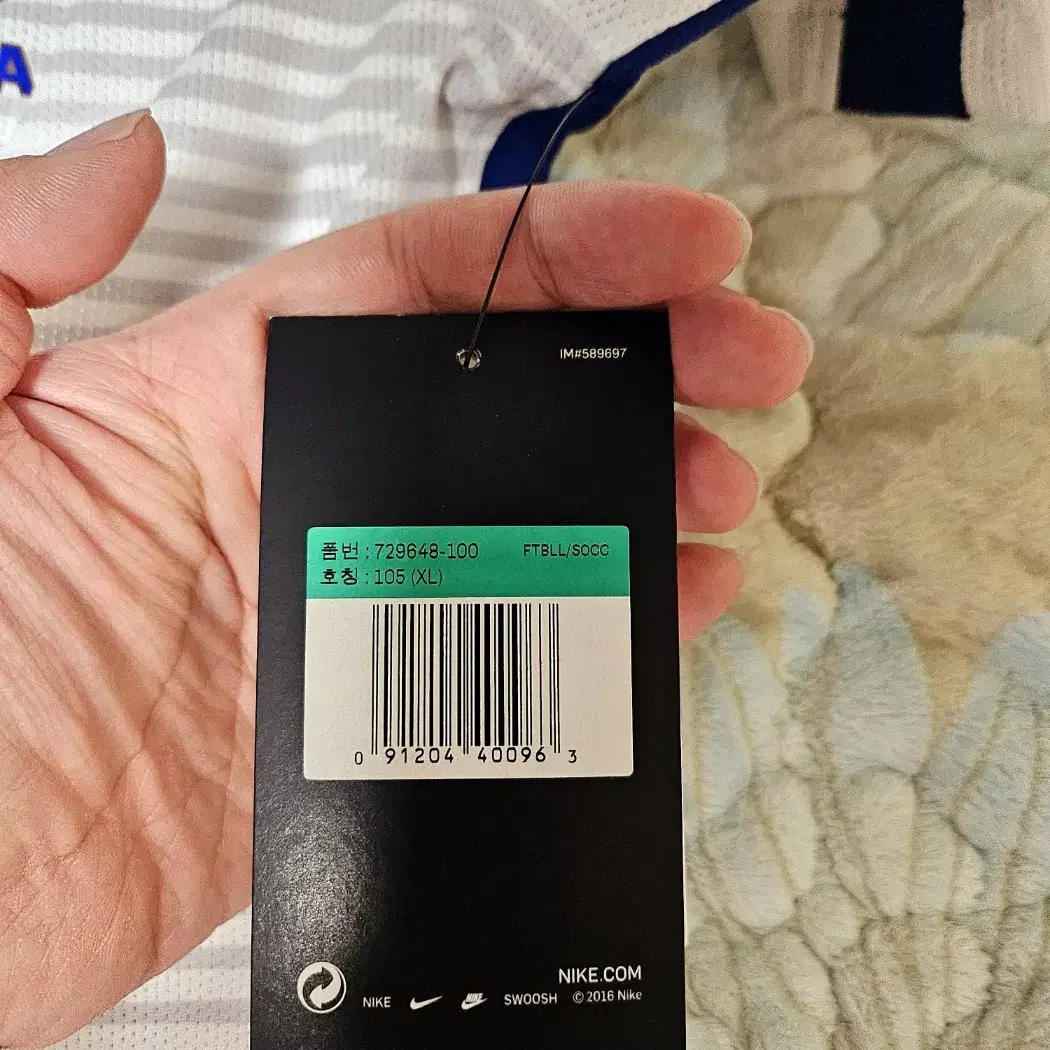 A
IM#589697
품번 : 729648-100 FTBLL/SOCC
호칭 : 105 (XL)
0 91204 40096 3
NIKE.COM
NIKE NIKE SWOOSH © 2016 Nike